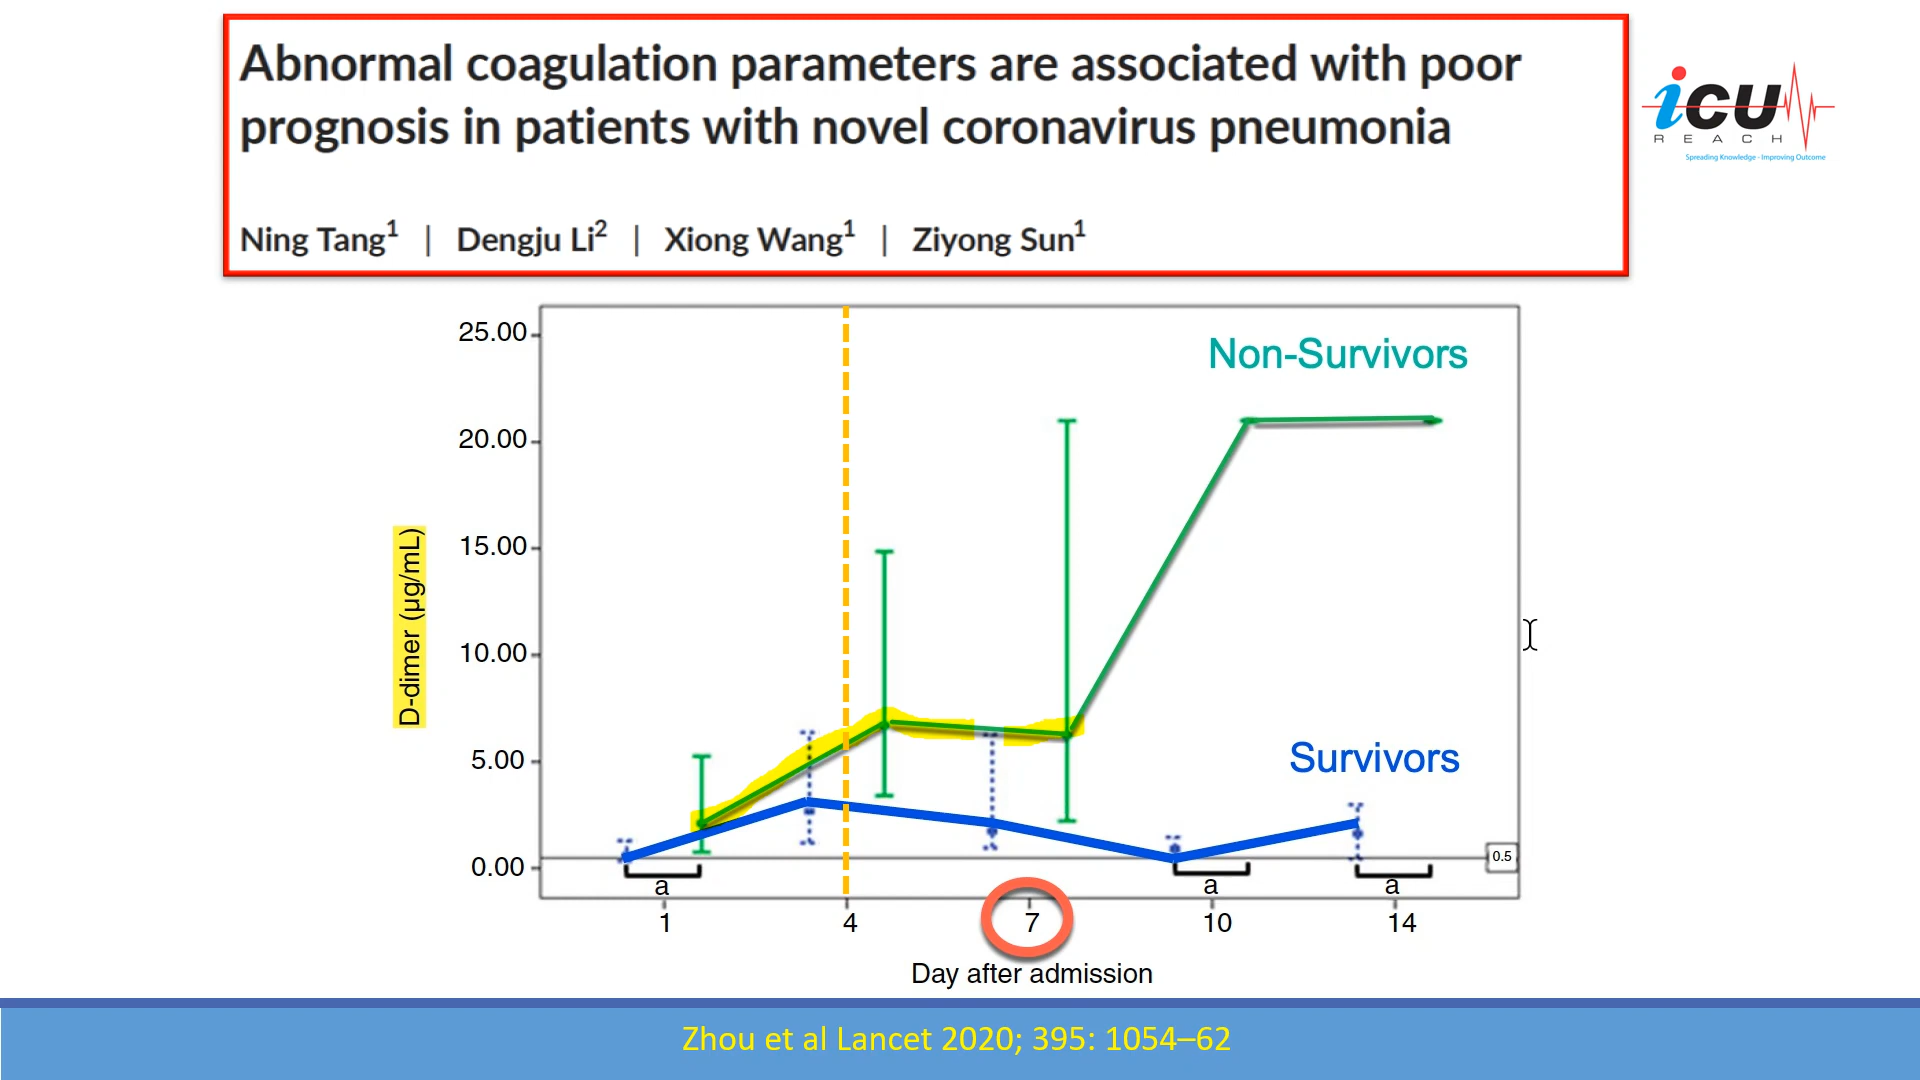 Abnormal coagulation parameters are associated with poor
prognosis in patients with novel coronavirus pneumonia
Ning Tang1 | Dengju Li2 | Xiong Wang1 | Ziyong Sun1
icu
REACH
Spreading Knowledge - Improving Outcome
25.00
20.00
15.00
10.00
5.00
0.00
D-dimer (µg/mL)
Non-Survivors
Survivors
0.5
a
a
a
1
4
7
10
14
Day after admission
Zhou et al Lancet 2020; 395: 1054–62